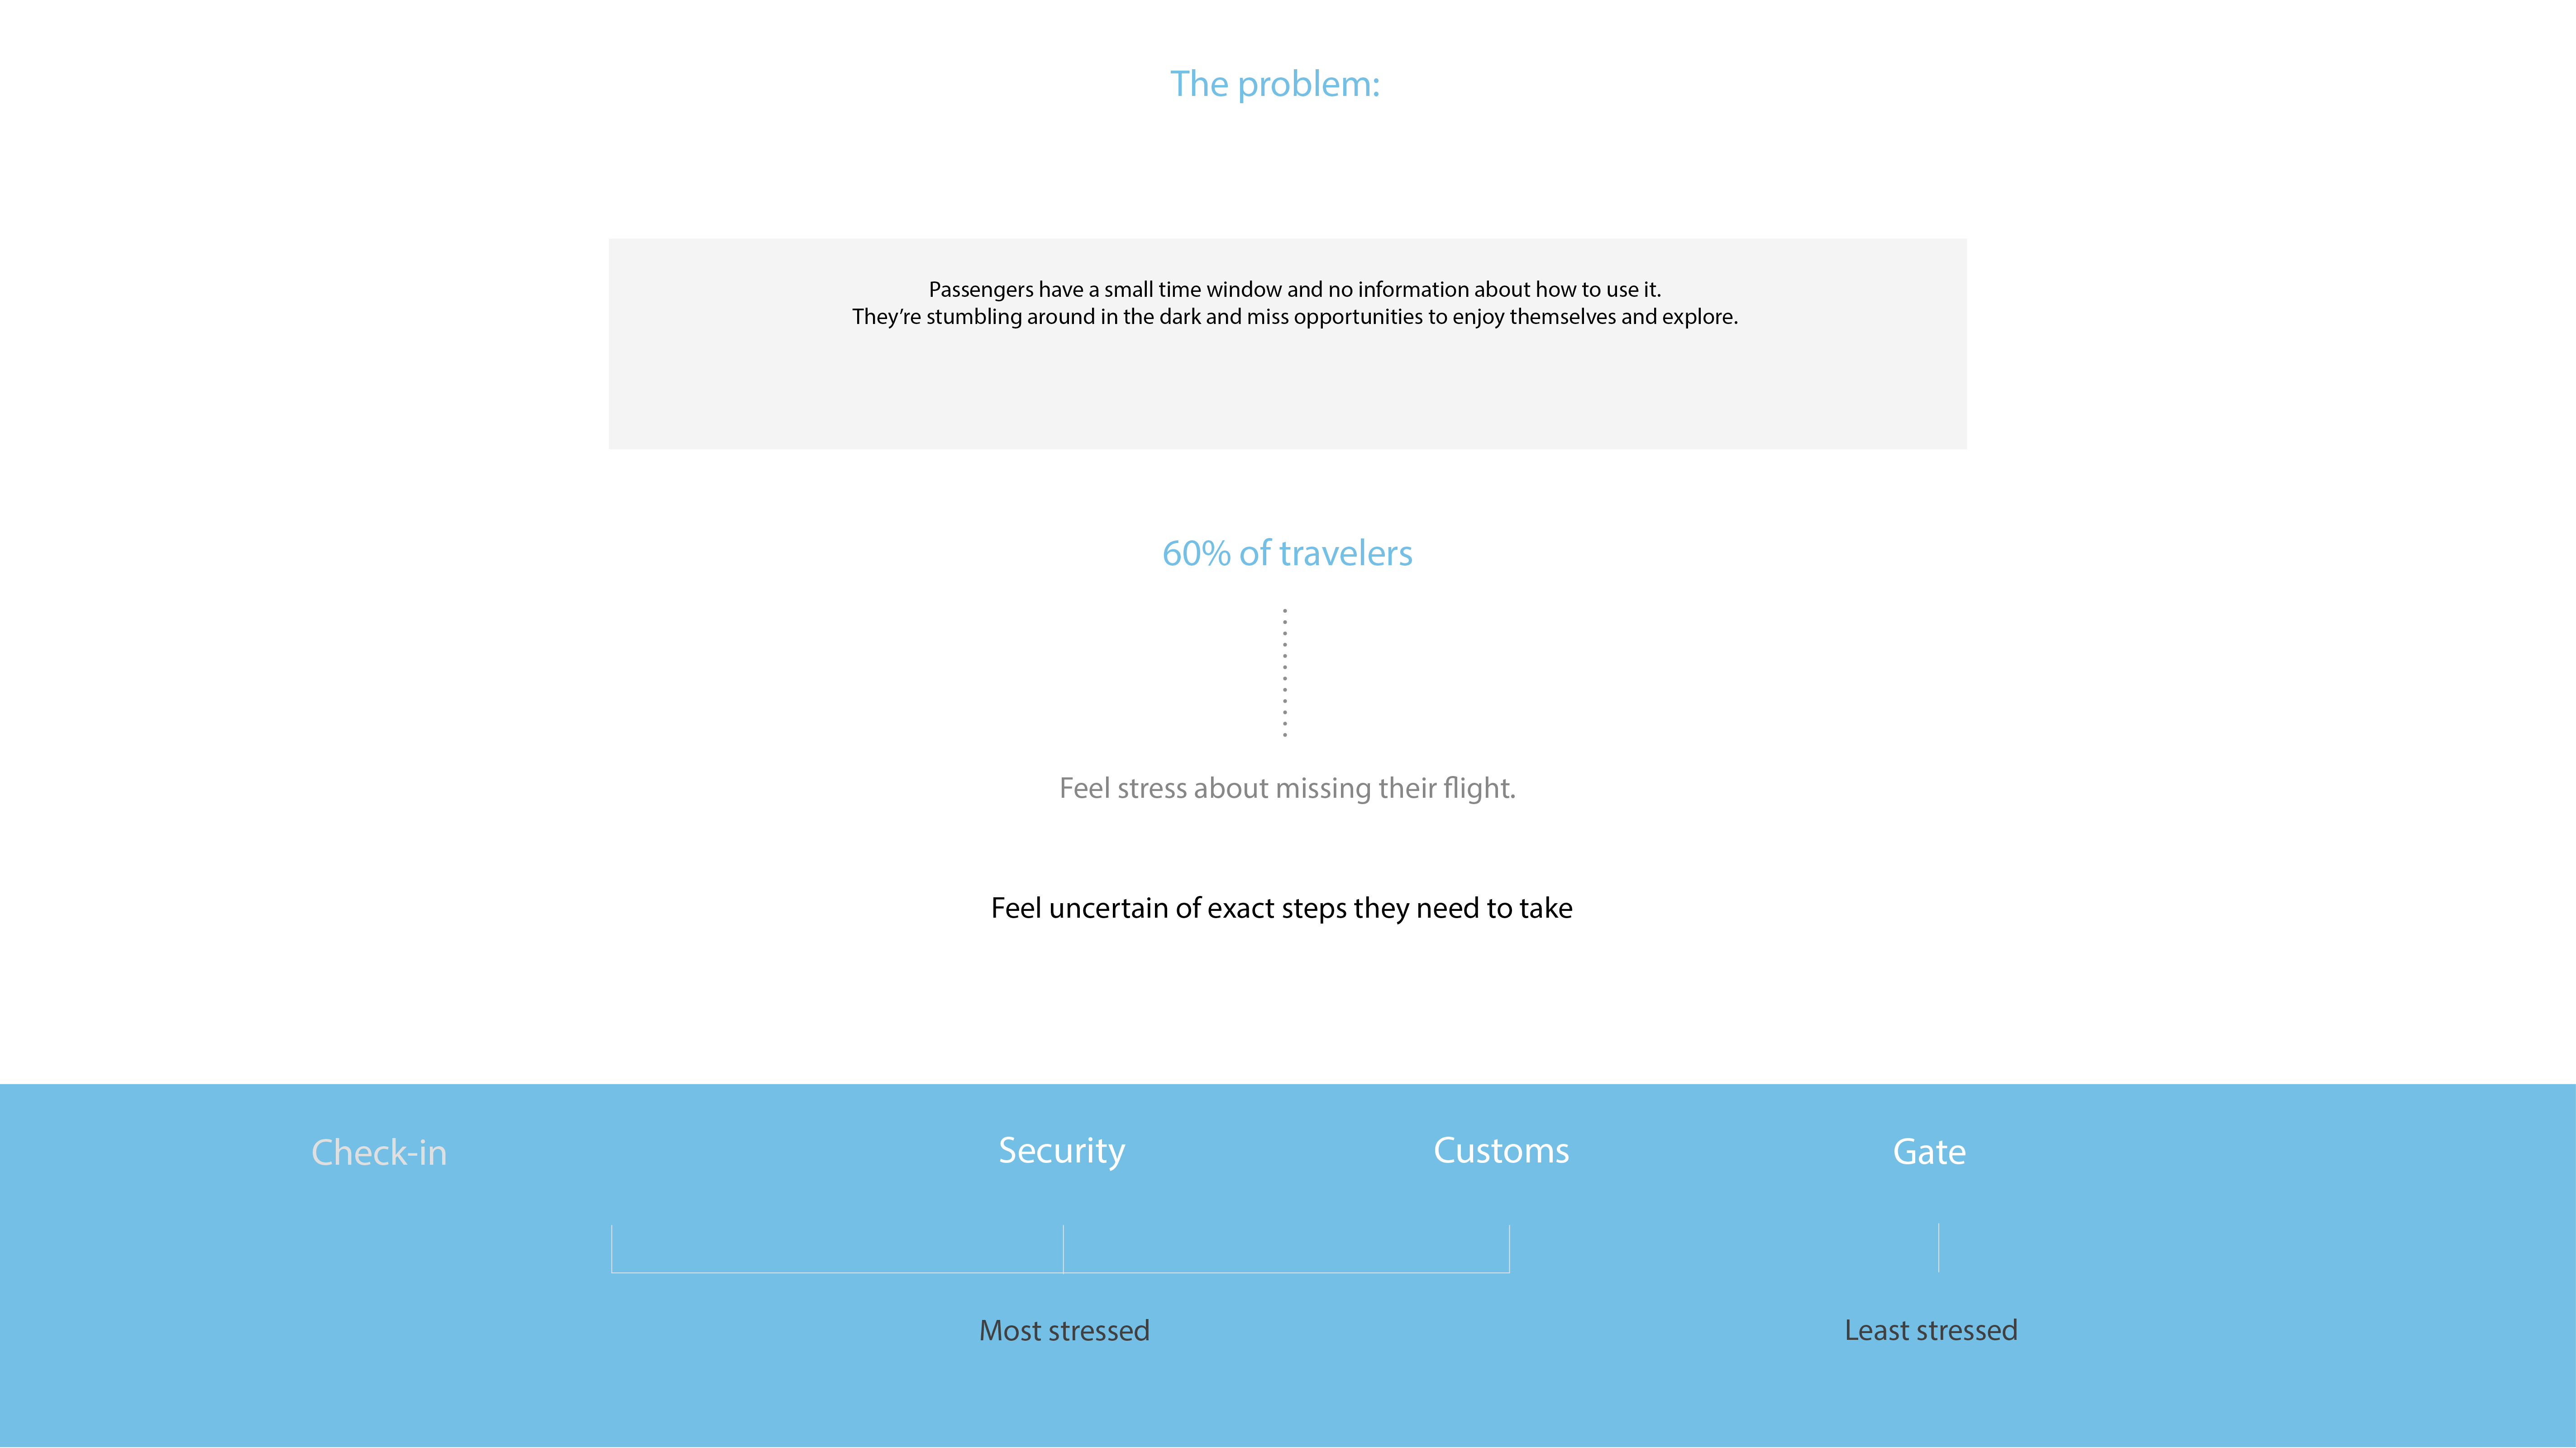 The problem:
Passengers have a small time window and no information about how to use it.
They’re stumbling around in the dark and miss opportunities to enjoy themselves and explore.
60% of travelers
Feel stress about missing their flight.
Feel uncertain of exact steps they need to take
Check-in Security Customs Gate
Most stressed Least stressed